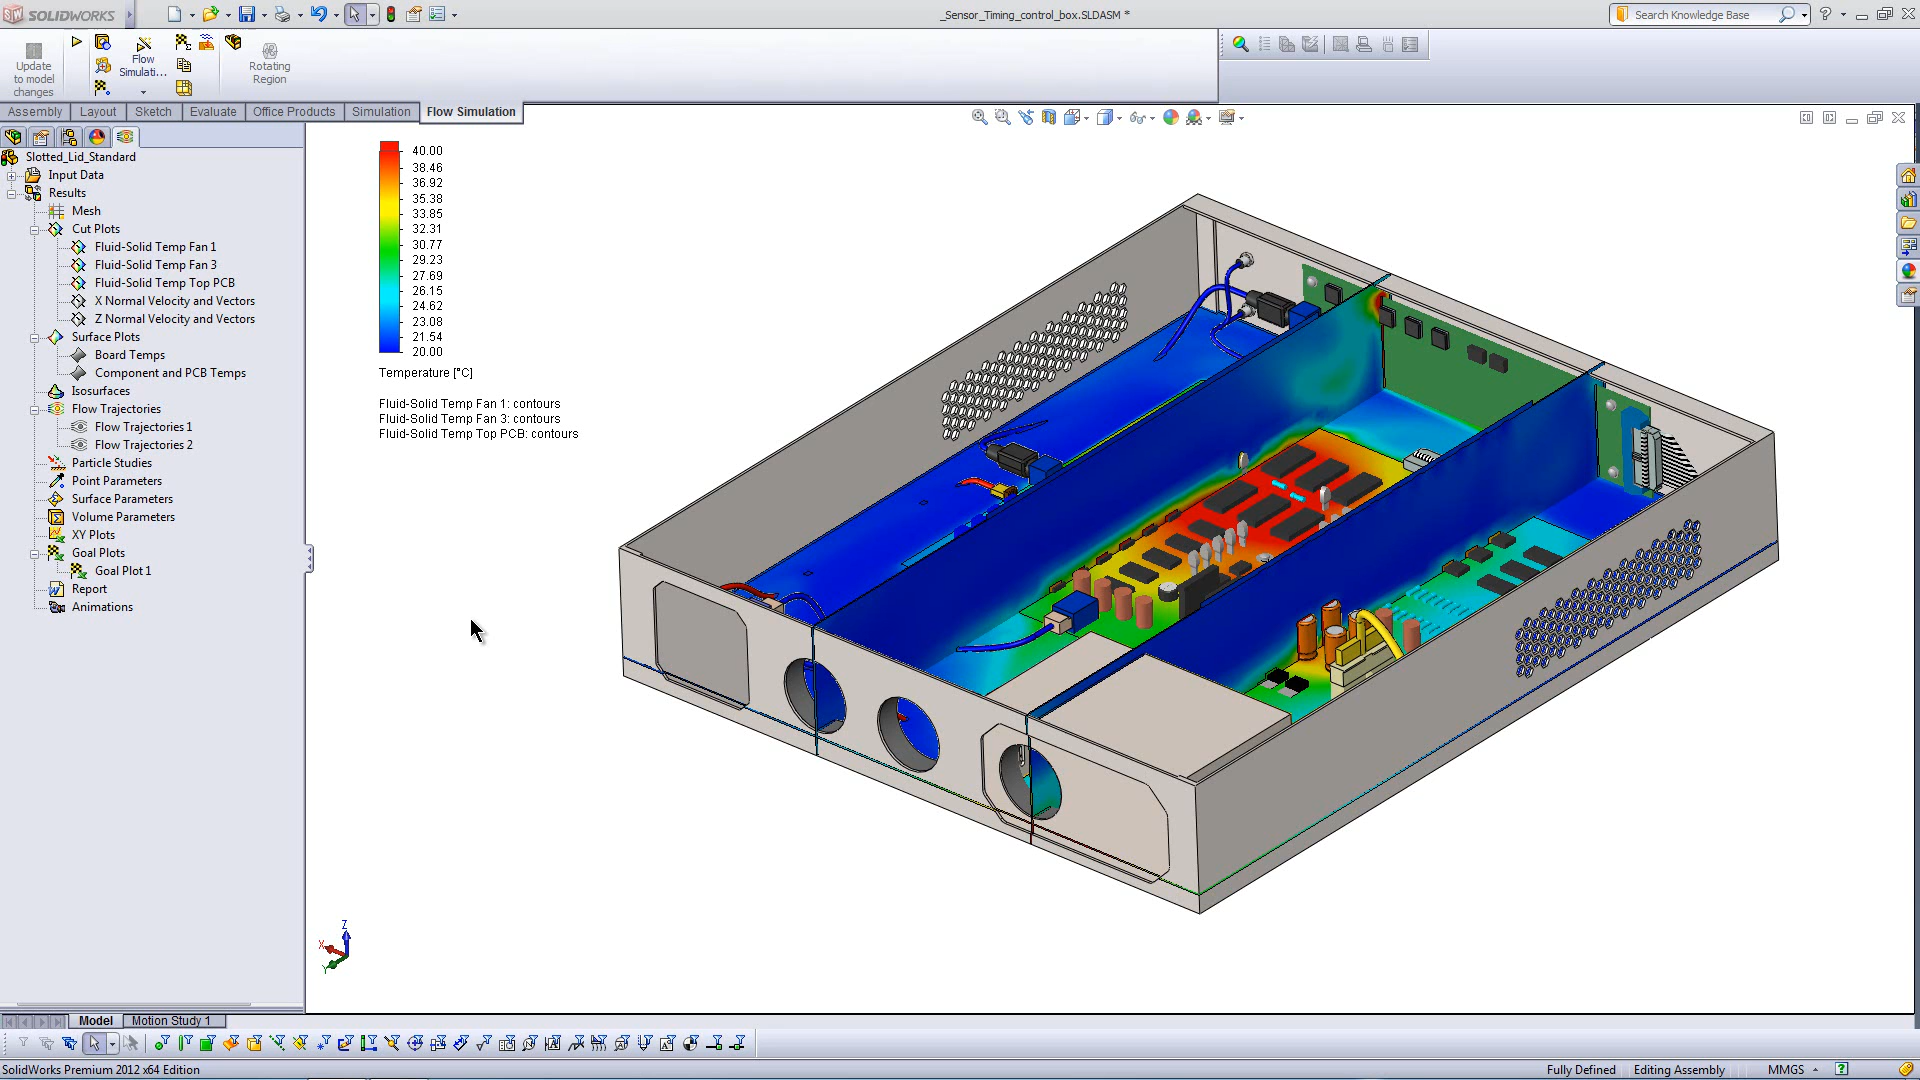 SOLIDWORKS
_Sensor_Timing_control_box.SLDASM *
Search Knowledge Base
?
Update
to model
changes
Flow
Simulati...
Rotating
Region
Assembly
Layout
Sketch
Evaluate
Office Products
Simulation
Flow Simulation
Slotted_Lid_Standard
Input Data
Results
Mesh
Cut Plots
Fluid-Solid Temp Fan 1
Fluid-Solid Temp Fan 3
Fluid-Solid Temp Top PCB
X Normal Velocity and Vectors
Z Normal Velocity and Vectors
Surface Plots
Board Temps
Component and PCB Temps
Isosurfaces
Flow Trajectories
Flow Trajectories 1
Flow Trajectories 2
Particle Studies
Point Parameters
Surface Parameters
Volume Parameters
XY Plots
Goal Plots
Goal Plot 1
Report
Animations
40.00
38.46
36.92
35.38
33.85
32.31
30.77
29.23
27.69
26.15
24.62
23.08
21.54
20.00
Temperature [°C]
Fluid-Solid Temp Fan 1: contours
Fluid-Solid Temp Fan 3: contours
Fluid-Solid Temp Top PCB: contours
Z
X
Y
Model
Motion Study 1
SolidWorks Premium 2012 x64 Edition
Fully Defined
Editing Assembly
MMGS
?